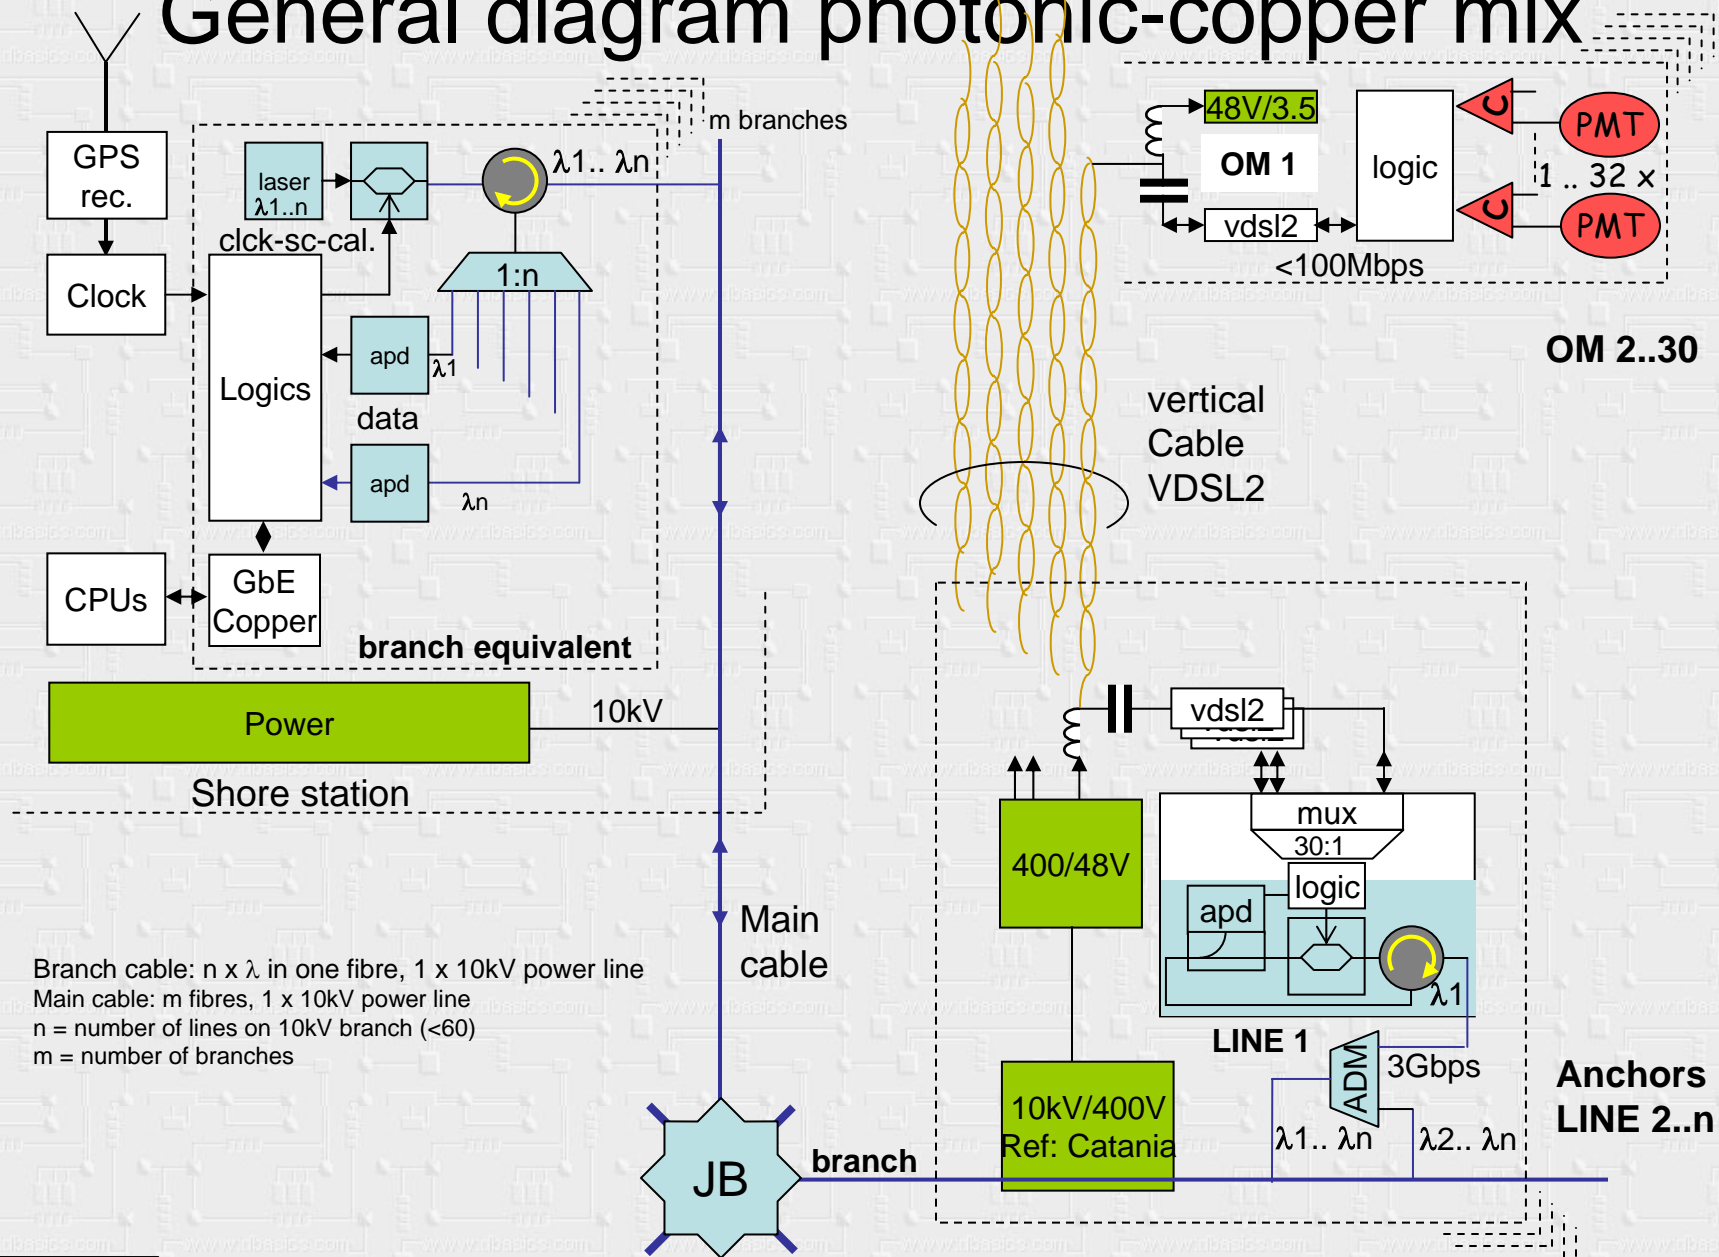 General diagram photonic-copper mix
GPS
rec.
Clock
laser
λ1..n
clck-sc-cal.
λ1.. λn
m branches
1:n
Logics
apd
λ1
data
apd
λn
CPUs
GbE
Copper
branch equivalent
Power
10kV
Shore station
Main
cable
Branch cable: n x λ in one fibre, 1 x 10kV power line
Main cable: m fibres, 1 x 10kV power line
n = number of lines on 10kV branch (<60)
m = number of branches
JB
branch
48V/3.5
OM 1
vdsl2
logic
C
PMT
1 .. 32 x
C
PMT
<100Mbps
OM 2..30
vertical
Cable
VDSL2
vdsl2
vdsl2
400/48V
mux
30:1
logic
apd
λ1
LINE 1
ADM
3Gbps
10kV/400V
Ref: Catania
λ1.. λn
λ2.. λn
Anchors
LINE 2..n